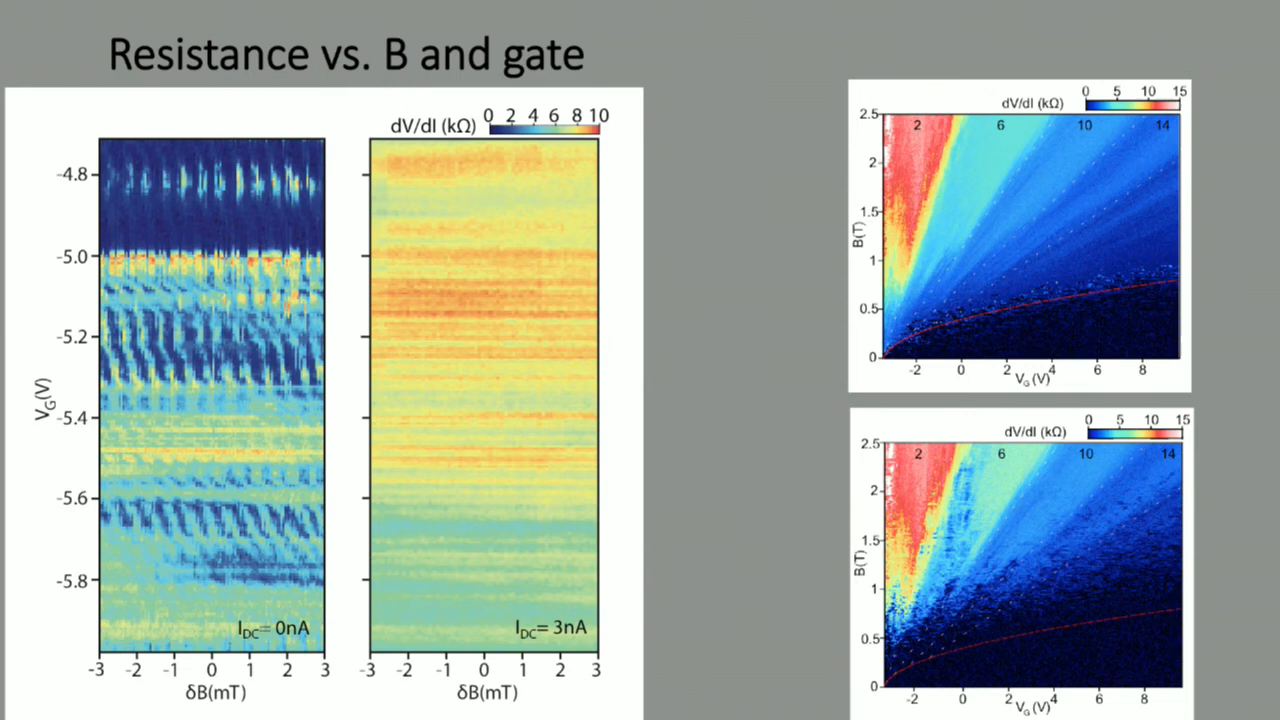 Resistance vs. B and gate
dV/dI (kΩ)
0 2 4 6 8 10
V_G(V)
-4.8
-5.0
-5.2
-5.4
-5.6
-5.8
I_DC= 0nA
I_DC= 3nA
-3 -2 -1 0 1 2 3
δB(mT)
-3 -2 -1 0 1 2 3
δB(mT)
dV/dI (kΩ)
0 5 10 15
2 6 10 14
B(T)
2.5
2
1.5
1
0.5
0
-2 0 2 4 6 8
V_G (V)
dV/dI (kΩ)
0 5 10 15
2 6 10 14
B(T)
2.5
2
1.5
1
0.5
0
-2 0 2 4 6 8
V_G (V)